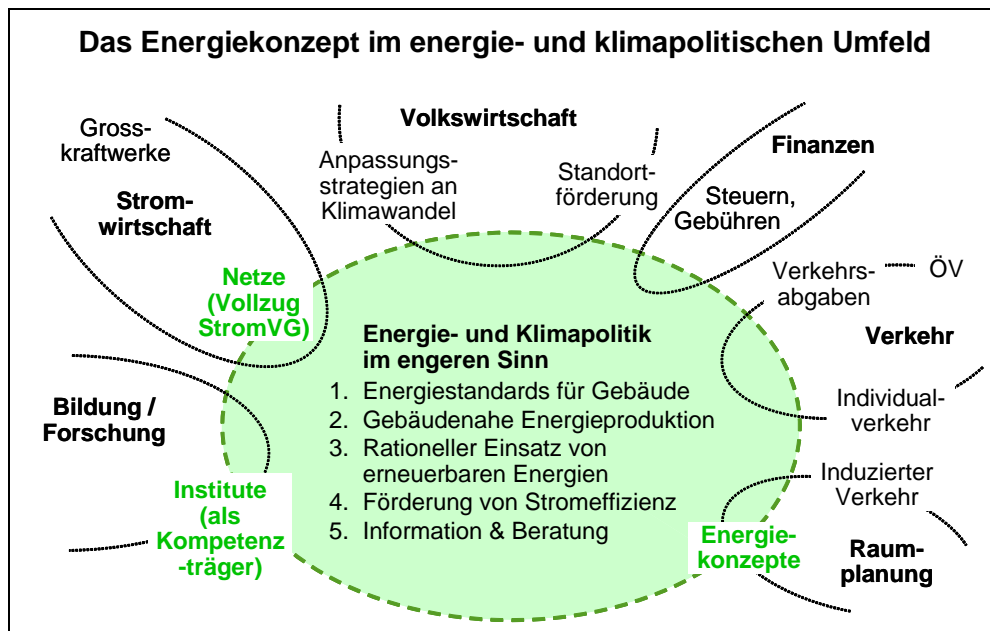 Das Energiekonzept im energie- und klimapolitischen Umfeld
Gross-
kraftwerke
Strom-
wirtschaft
Netze
(Vollzug
StromVG)
Volkswirtschaft
Anpassungs-
strategien an
Klimawandel
Standort-
förderung
Finanzen
Steuern,
Gebühren
Verkehrs-
abgaben
ÖV
Verkehr
Individual-
verkehr
Bildung /
Forschung
Institute
(als
Kompetenz
-träger)
Energie- und Klimapolitik
im engeren Sinn
1. Energiestandards für Gebäude
2. Gebäudenahe Energieproduktion
3. Rationeller Einsatz von
erneuerbaren Energien
4. Förderung von Stromeffizienz
5. Information & Beratung
Induzierter
Verkehr
Energie-
konzepte
Raum-
planung